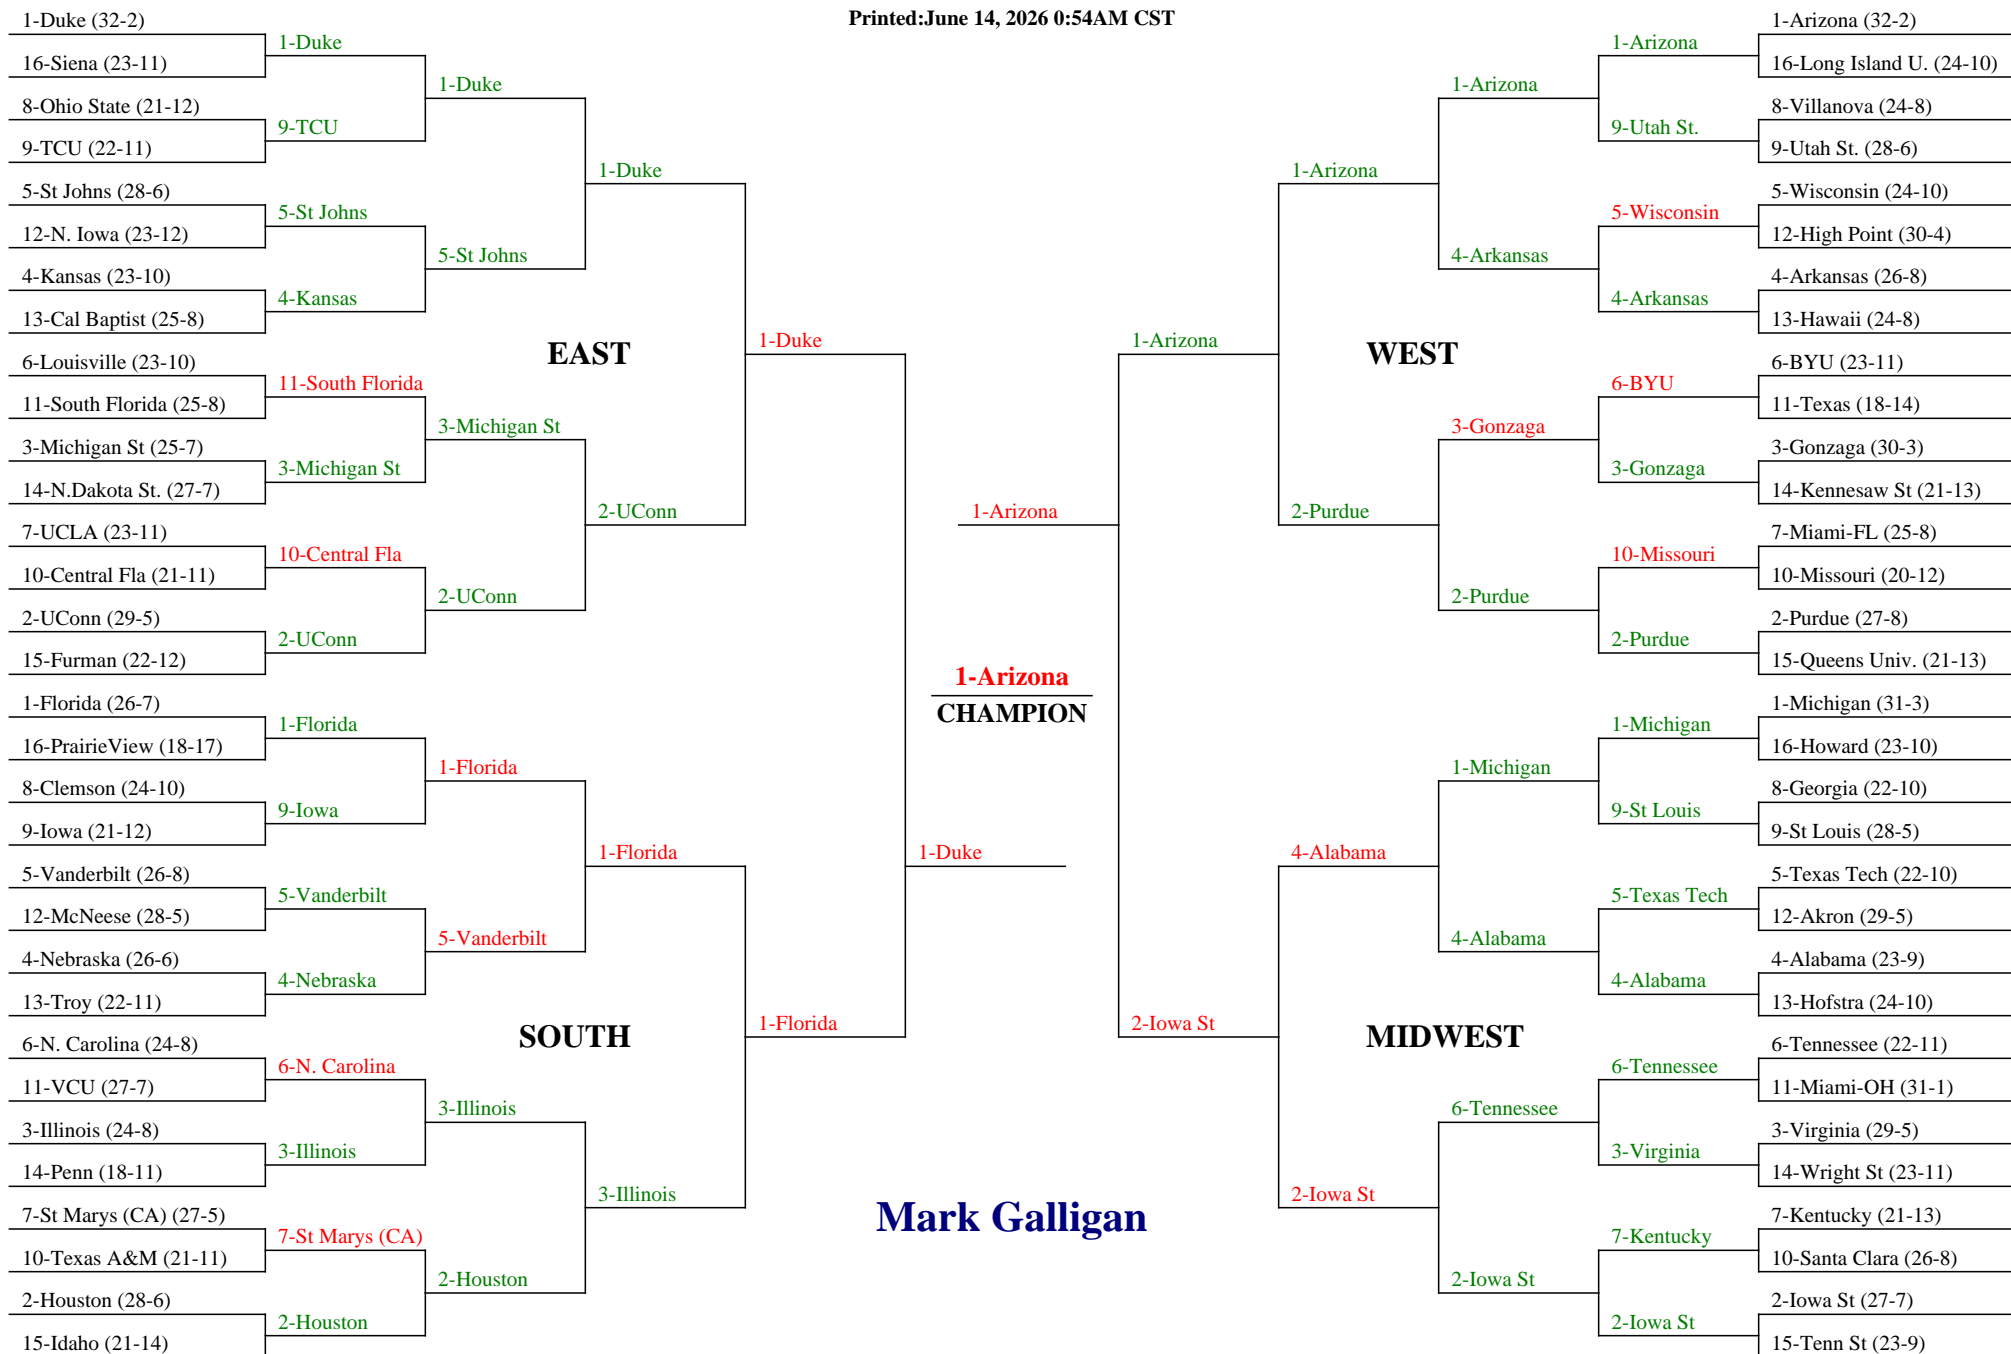 Printed:June 14, 2026 0:54AM CST
1-Duke (32-2)
16-Siena (23-11)
8-Ohio State (21-12)
9-TCU (22-11)
5-St Johns (28-6)
12-N. Iowa (23-12)
4-Kansas (23-10)
13-Cal Baptist (25-8)
6-Louisville (23-10)
11-South Florida (25-8)
3-Michigan St (25-7)
14-N.Dakota St. (27-7)
7-UCLA (23-11)
10-Central Fla (21-11)
2-UConn (29-5)
15-Furman (22-12)
1-Florida (26-7)
16-PrairieView (18-17)
8-Clemson (24-10)
9-Iowa (21-12)
5-Vanderbilt (26-8)
12-McNeese (28-5)
4-Nebraska (26-6)
13-Troy (22-11)
6-N. Carolina (24-8)
11-VCU (27-7)
3-Illinois (24-8)
14-Penn (18-11)
7-St Marys (CA) (27-5)
10-Texas A&M (21-11)
2-Houston (28-6)
15-Idaho (21-14)
1-Duke
9-TCU
5-St Johns
4-Kansas
11-South Florida
3-Michigan St
10-Central Fla
2-UConn
1-Florida
9-Iowa
5-Vanderbilt
4-Nebraska
6-N. Carolina
3-Illinois
7-St Marys (CA)
2-Houston
1-Duke
5-St Johns
3-Michigan St
2-UConn
1-Florida
5-Vanderbilt
3-Illinois
2-Houston
1-Duke
2-UConn
1-Florida
3-Illinois
EAST
SOUTH
1-Duke
1-Florida
1-Arizona
1-Arizona
CHAMPION
1-Duke
Mark Galligan
1-Arizona
2-Iowa St
WEST
MIDWEST
1-Arizona
2-Purdue
4-Alabama
2-Iowa St
1-Arizona
4-Arkansas
3-Gonzaga
2-Purdue
1-Michigan
4-Alabama
6-Tennessee
2-Iowa St
1-Arizona
9-Utah St.
5-Wisconsin
4-Arkansas
6-BYU
3-Gonzaga
10-Missouri
2-Purdue
1-Michigan
9-St Louis
5-Texas Tech
4-Alabama
6-Tennessee
3-Virginia
7-Kentucky
2-Iowa St
1-Arizona (32-2)
16-Long Island U. (24-10)
8-Villanova (24-8)
9-Utah St. (28-6)
5-Wisconsin (24-10)
12-High Point (30-4)
4-Arkansas (26-8)
13-Hawaii (24-8)
6-BYU (23-11)
11-Texas (18-14)
3-Gonzaga (30-3)
14-Kennesaw St (21-13)
7-Miami-FL (25-8)
10-Missouri (20-12)
2-Purdue (27-8)
15-Queens Univ. (21-13)
1-Michigan (31-3)
16-Howard (23-10)
8-Georgia (22-10)
9-St Louis (28-5)
5-Texas Tech (22-10)
12-Akron (29-5)
4-Alabama (23-9)
13-Hofstra (24-10)
6-Tennessee (22-11)
11-Miami-OH (31-1)
3-Virginia (29-5)
14-Wright St (23-11)
7-Kentucky (21-13)
10-Santa Clara (26-8)
2-Iowa St (27-7)
15-Tenn St (23-9)